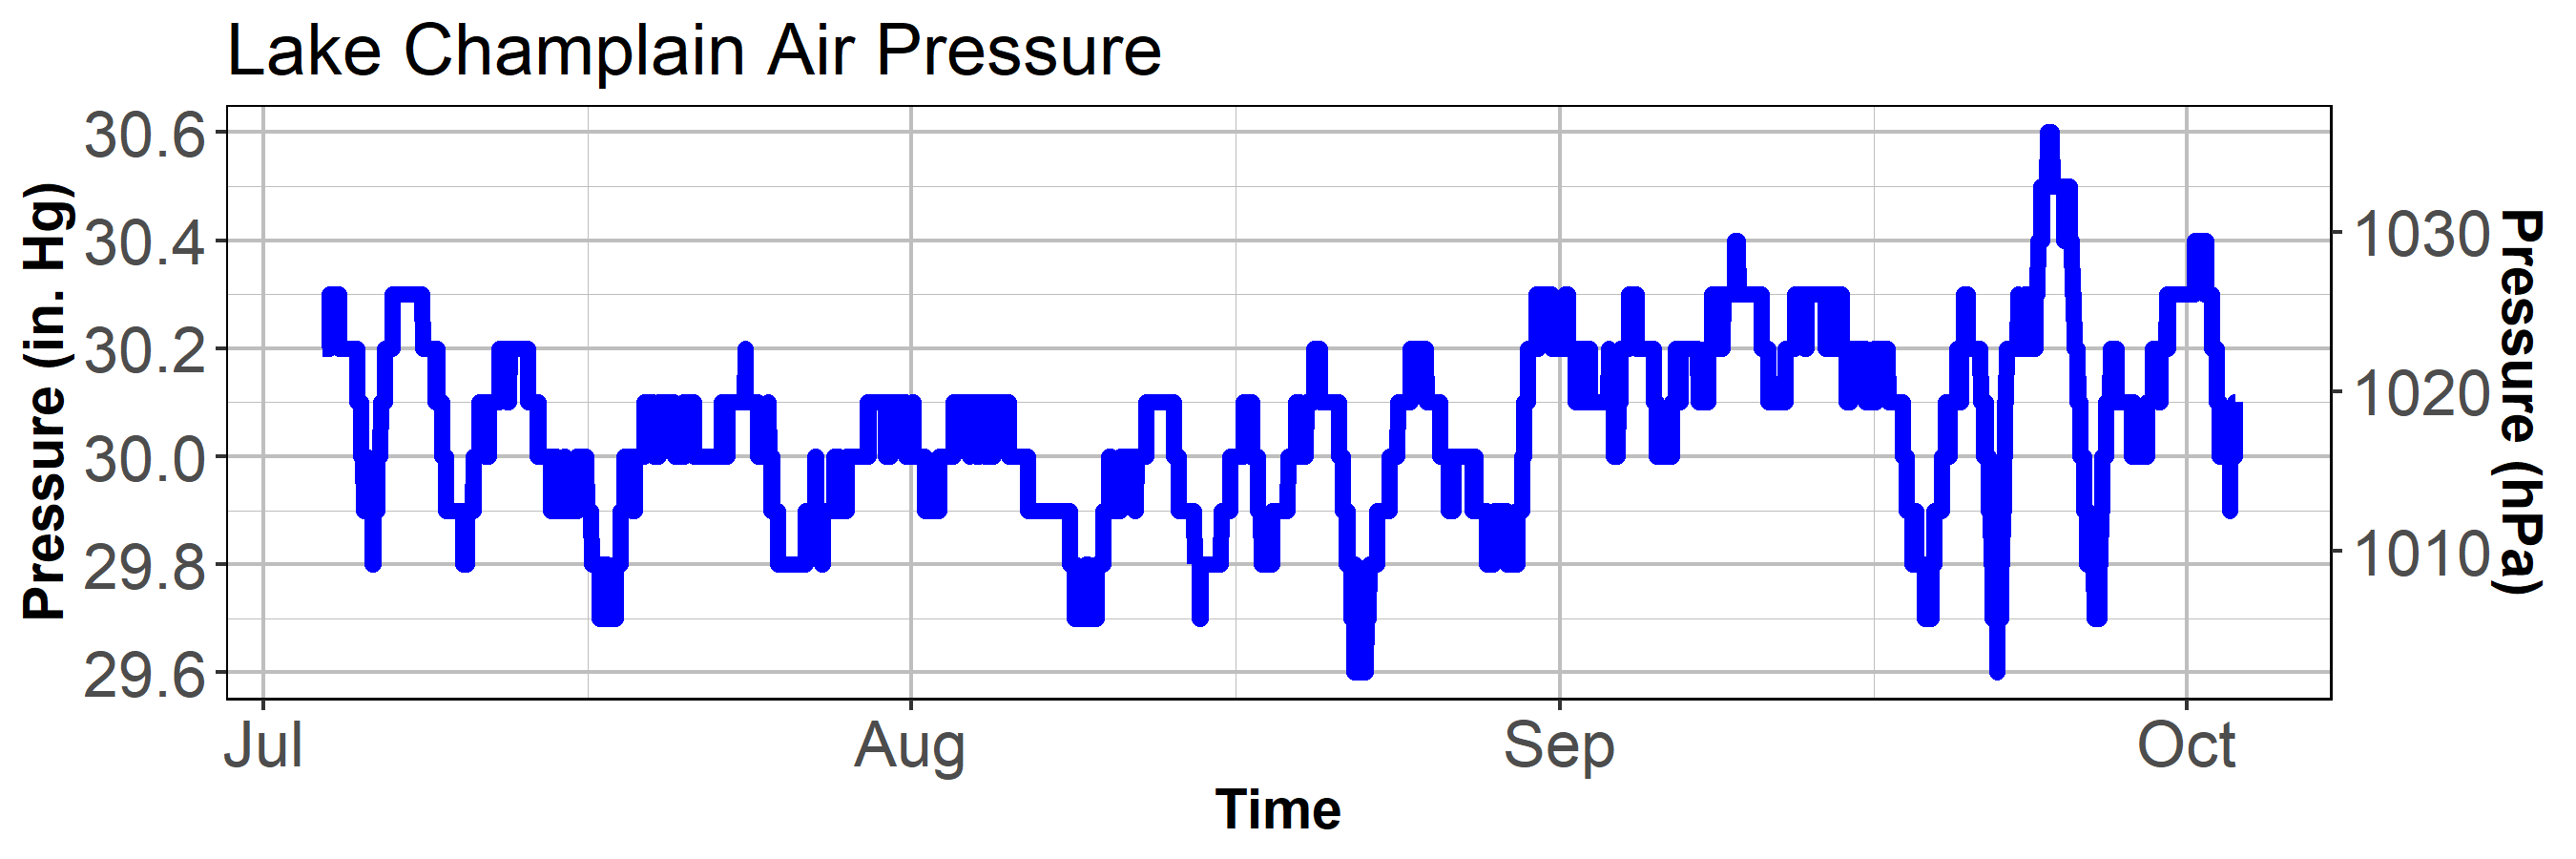 Lake Champlain Air Pressure
Pressure (in. Hg)
30.6
30.4
30.2
30.0
29.8
29.6
1030
1020
1010
Pressure (hPa)
Jul Aug Sep Oct
Time